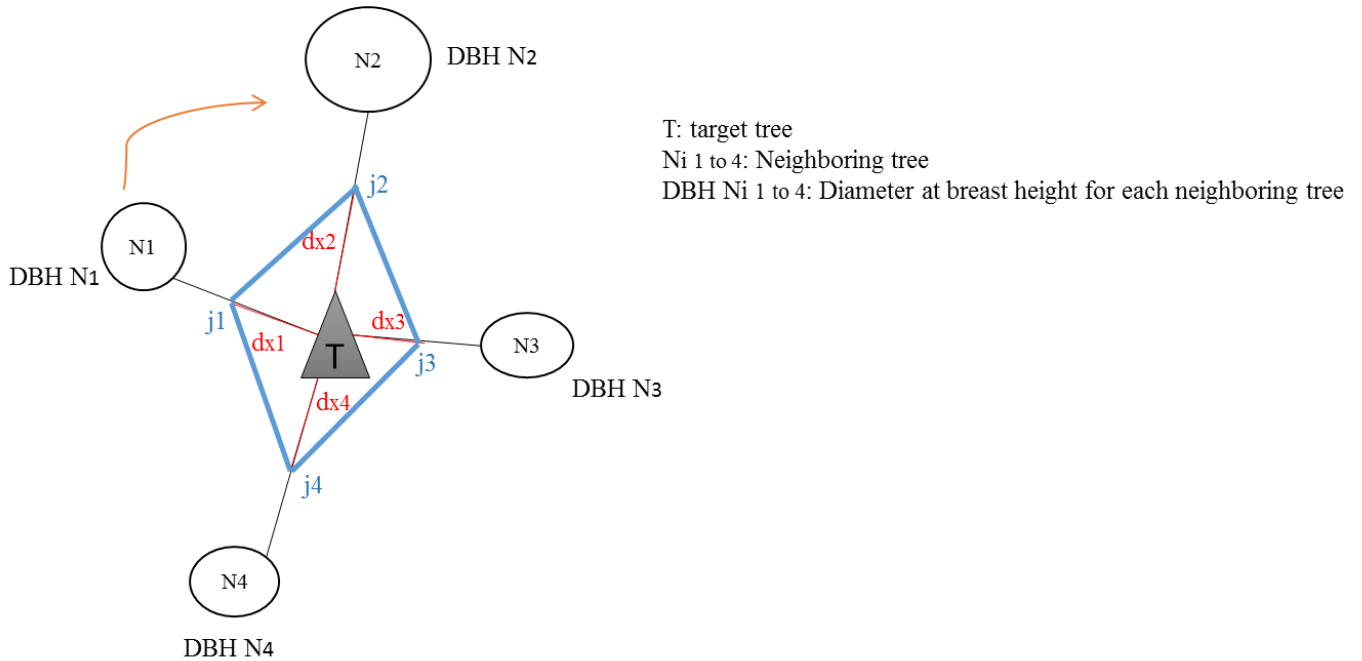 N2
DBH N2
T: target tree
Ni 1 to 4: Neighboring tree
DBH Ni 1 to 4: Diameter at breast height for each neighboring tree
j2
dx2
N1
DBH N1
j1
dx1
dx3
T
j3
N3
DBH N3
dx4
j4
N4
DBH N4